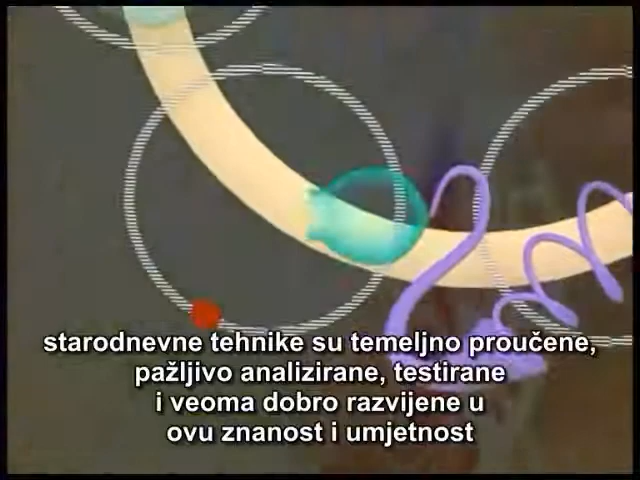 starodnevne tehnike su temeljno proučene,
pažljivo analizirane, testirane
i veoma dobro razvijene u
ovu znanost i umjetnost